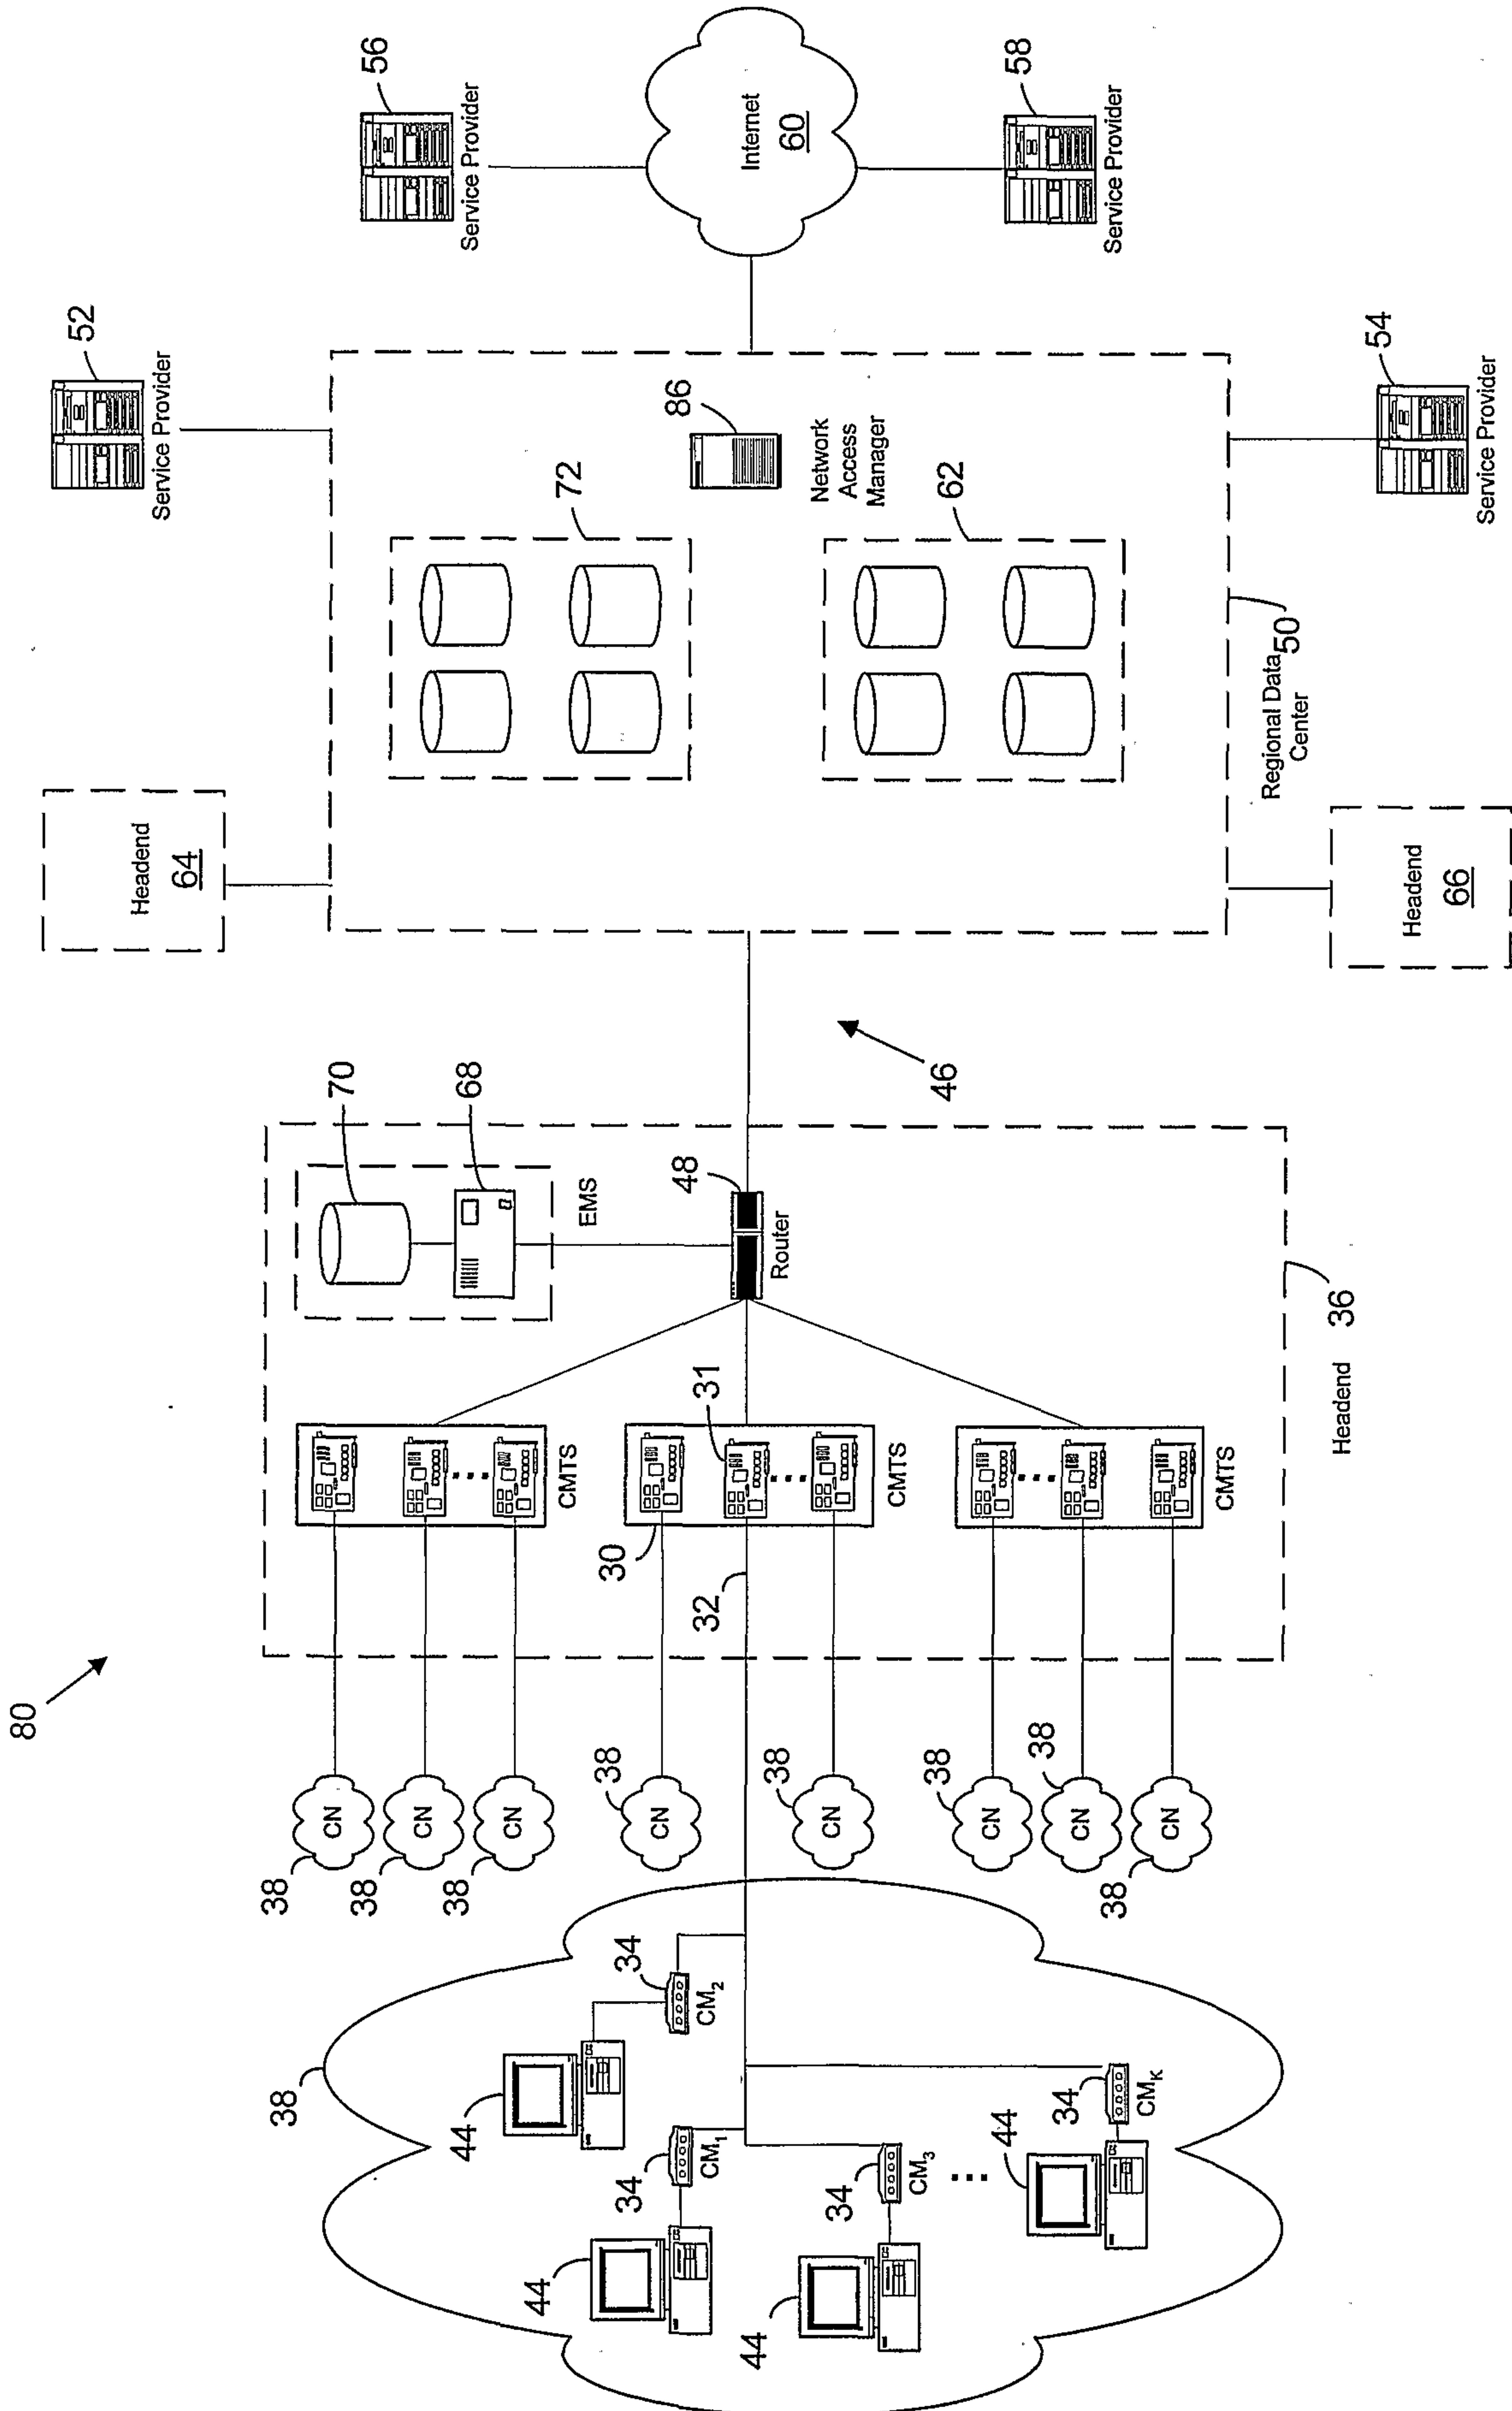 80
38
44
44
44
44
34
34
34
34
CM₁
CM₂
CM₃
CMₖ
38
CN
38
CN
38
CN
38
CN
38
CN
38
CN
38
CN
38
CN
32
30
31
CMTS
CMTS
CMTS
70
68
EMS
48
Router
Headend
36
46
Headend
64
Headend
66
72
62
86
Network
Access
Manager
Regional Data
Center
50
52
Service Provider
54
Service Provider
56
Service Provider
58
Service Provider
Internet
60